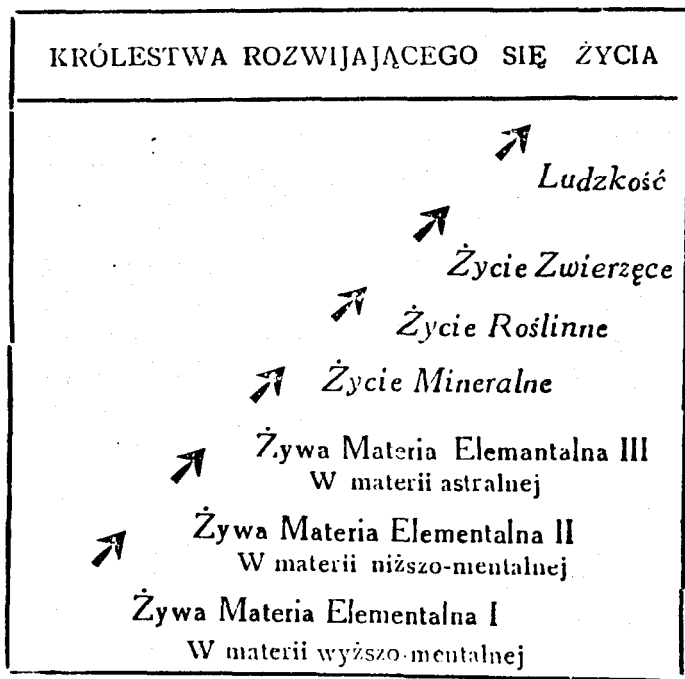 KRÓLESTWA ROZWIJAJĄCEGO SIĘ ŻYCIA
Ludzkość
Życie Zwierzęce
Życie Roślinne
Życie Mineralne
Żywa Materia Elemantalna III
W materii astralnej
Żywa Materia Elementalna II
W materii niższo-mentalnej
Żywa Materia Elementalna I
W materii wyższo-mentalnej